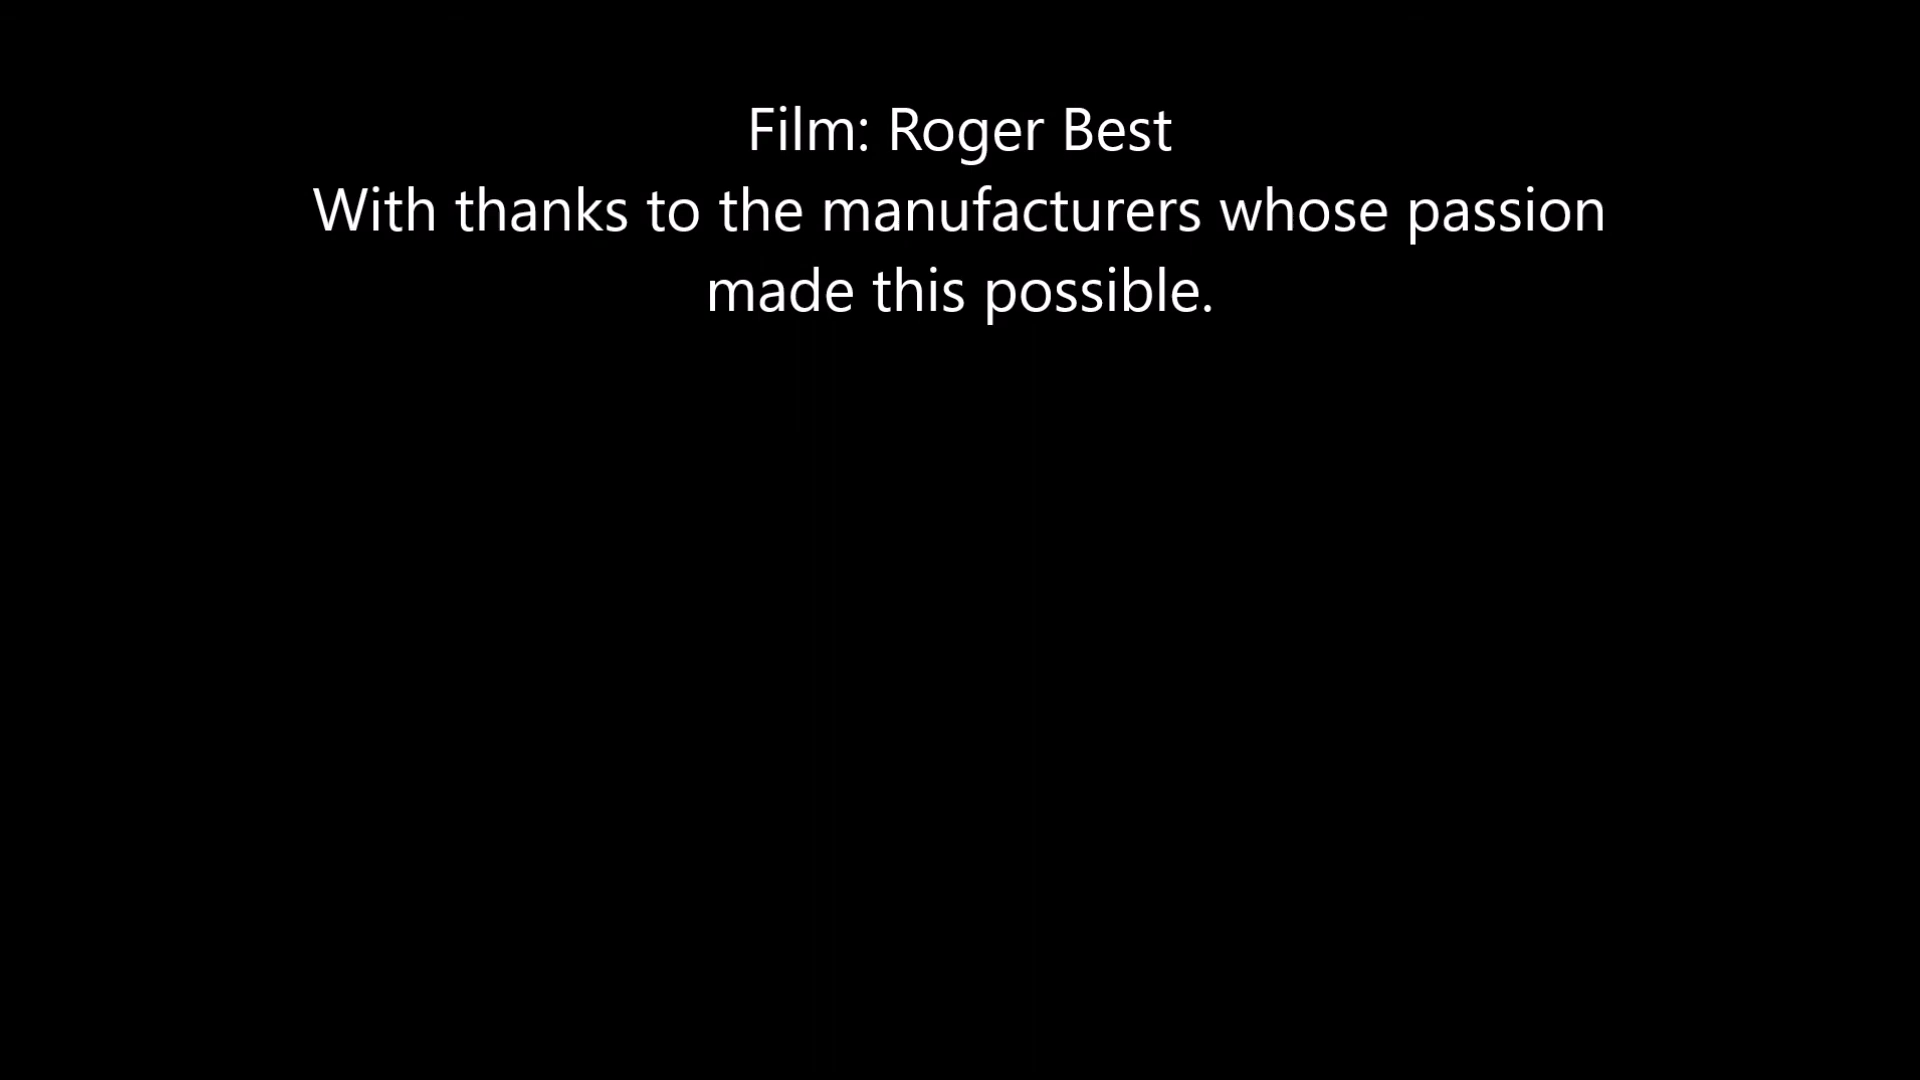 Film: Roger Best
With thanks to the manufacturers whose passion
made this possible.